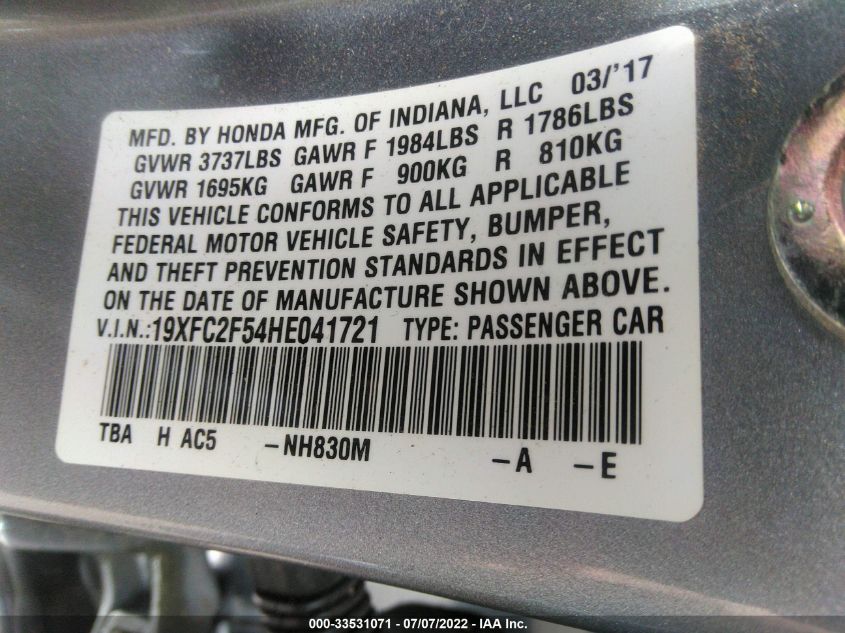 MFD. BY HONDA MFG. OF INDIANA, LLC 03/'17
GVWR 3737LBS GAWR F 1984LBS R 1786LBS
GVWR 1695KG GAWR F 900KG R 810KG
THIS VEHICLE CONFORMS TO ALL APPLICABLE
FEDERAL MOTOR VEHICLE SAFETY, BUMPER,
AND THEFT PREVENTION STANDARDS IN EFFECT
ON THE DATE OF MANUFACTURE SHOWN ABOVE.
V.I.N.:19XFC2F54HE041721 TYPE: PASSENGER CAR
TBA H AC5 -NH830M -A -E
000-33531071 - 07/07/2022 - IAA Inc.